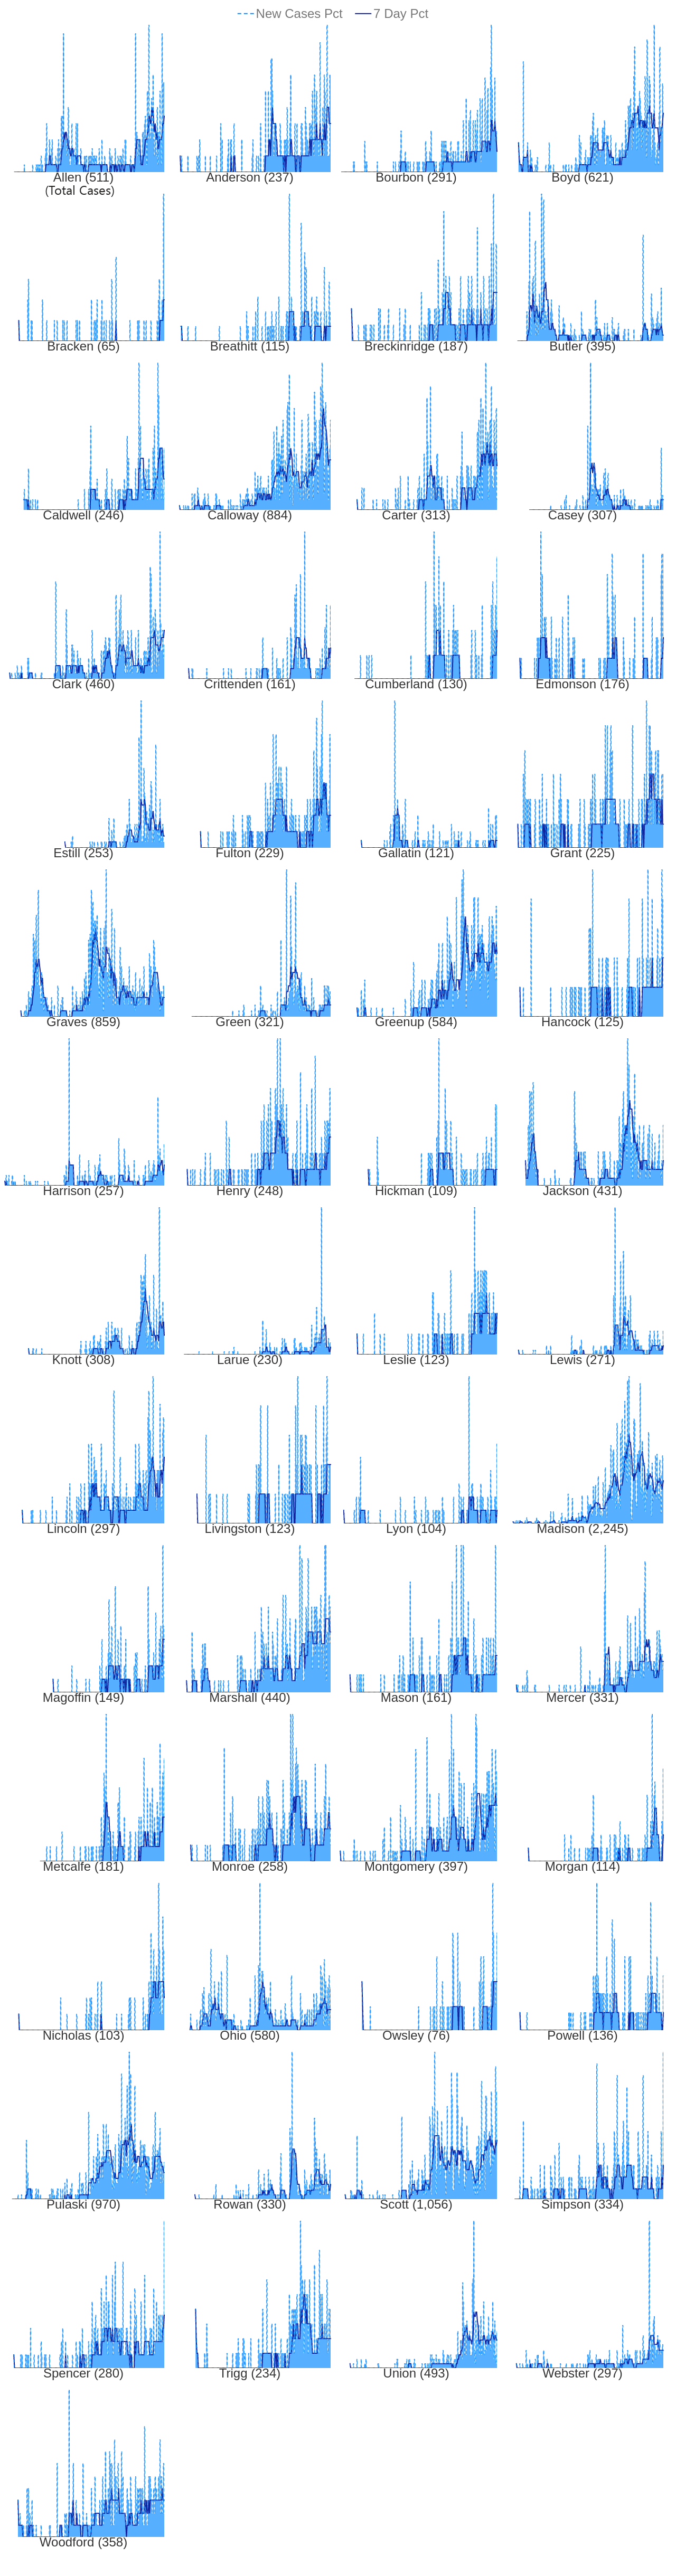 New Cases Pct 7 Day Pct
Allen (511) Anderson (237) Bourbon (291) Boyd (621)
(Total Cases)
Bracken (65) Breathitt (115) Breckinridge (187) Butler (395)
Caldwell (246) Calloway (884) Carter (313) Casey (307)
Clark (460) Crittenden (161) Cumberland (130) Edmonson (176)
Estill (253) Fulton (229) Gallatin (121) Grant (225)
Graves (859) Green (321) Greenup (584) Hancock (125)
Harrison (257) Henry (248) Hickman (109) Jackson (431)
Knott (308) Larue (230) Leslie (123) Lewis (271)
Lincoln (297) Livingston (123) Lyon (104) Madison (2,245)
Magoffin (149) Marshall (440) Mason (161) Mercer (331)
Metcalfe (181) Monroe (258) Montgomery (397) Morgan (114)
Nicholas (103) Ohio (580) Owsley (76) Powell (136)
Pulaski (970) Rowan (330) Scott (1,056) Simpson (334)
Spencer (280) Trigg (234) Union (493) Webster (297)
Woodford (358)